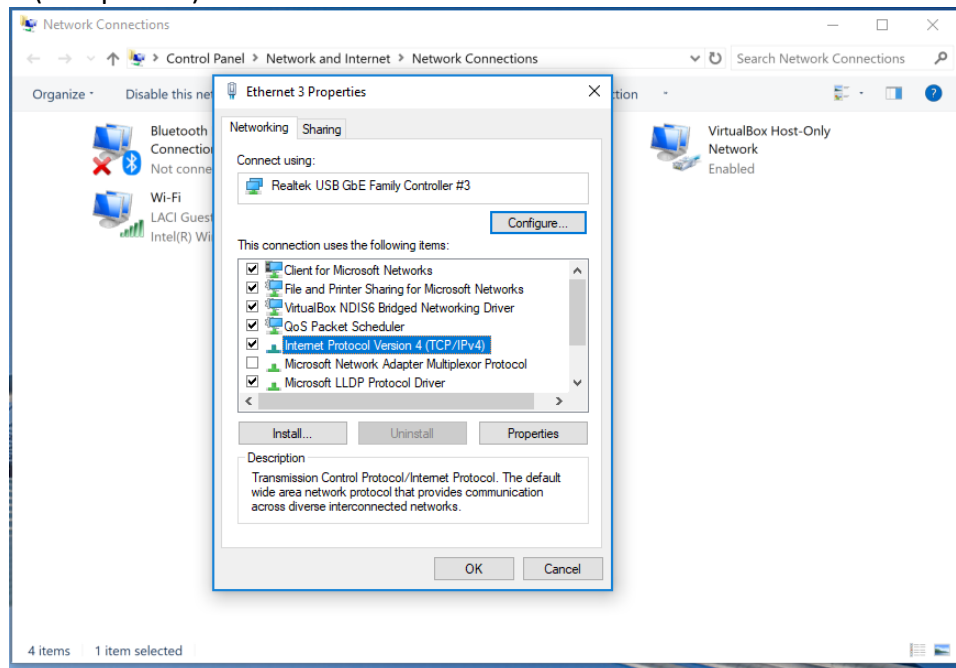 Network Connections
Control Panel > Network and Internet > Network Connections
Search Network Connections
Organize
Disable this net
ction
Bluetooth
Connectio
Not conne
Wi-Fi
LACI Guest
Intel(R) Wi
VirtualBox Host-Only
Network
Enabled
Ethernet 3 Properties
Networking
Sharing
Connect using:
Realtek USB GbE Family Controller #3
Configure...
This connection uses the following items:
Client for Microsoft Networks
File and Printer Sharing for Microsoft Networks
VirtualBox NDIS6 Bridged Networking Driver
QoS Packet Scheduler
Internet Protocol Version 4 (TCP/IPv4)
Microsoft Network Adapter Multiplexor Protocol
Microsoft LLDP Protocol Driver
Install...
Uninstall
Properties
Description
Transmission Control Protocol/Internet Protocol. The default
wide area network protocol that provides communication
across diverse interconnected networks.
OK
Cancel
4 items
1 item selected